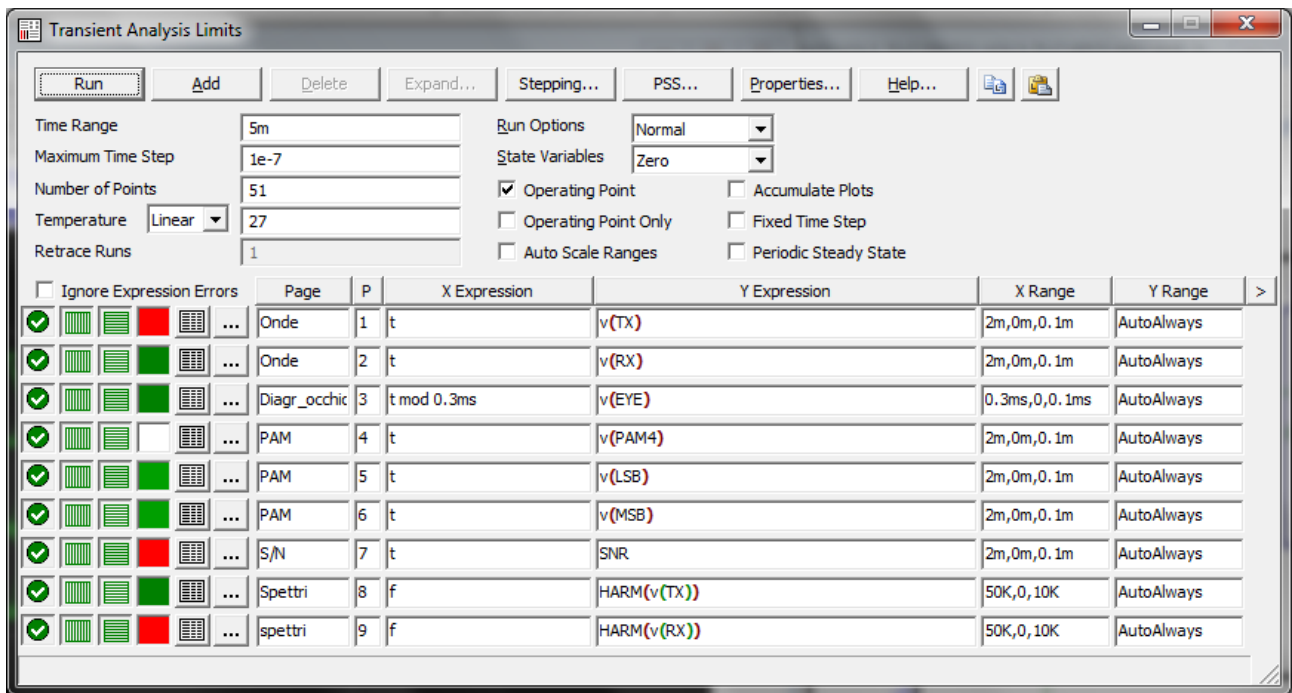 Transient Analysis Limits
Run Add Delete Expand... Stepping... PSS... Properties... Help...
Time Range 5m Run Options Normal
Maximum Time Step 1e-7 State Variables Zero
Number of Points 51 Operating Point Accumulate Plots
Temperature Linear 27 Operating Point Only Fixed Time Step
Retrace Runs 1 Auto Scale Ranges Periodic Steady State
Ignore Expression Errors Page P X Expression Y Expression X Range Y Range >
... Onde 1 t v(TX) 2m,0m,0.1m AutoAlways
... Onde 2 t v(RX) 2m,0m,0.1m AutoAlways
... Diagr_occhic 3 t mod 0.3ms v(EYE) 0.3ms,0,0.1ms AutoAlways
... PAM 4 t v(PAM4) 2m,0m,0.1m AutoAlways
... PAM 5 t v(LSB) 2m,0m,0.1m AutoAlways
... PAM 6 t v(MSB) 2m,0m,0.1m AutoAlways
... S/N 7 t SNR 2m,0m,0.1m AutoAlways
... Spettri 8 f HARM(v(TX)) 50K,0,10K AutoAlways
... spettri 9 f HARM(v(RX)) 50K,0,10K AutoAlways